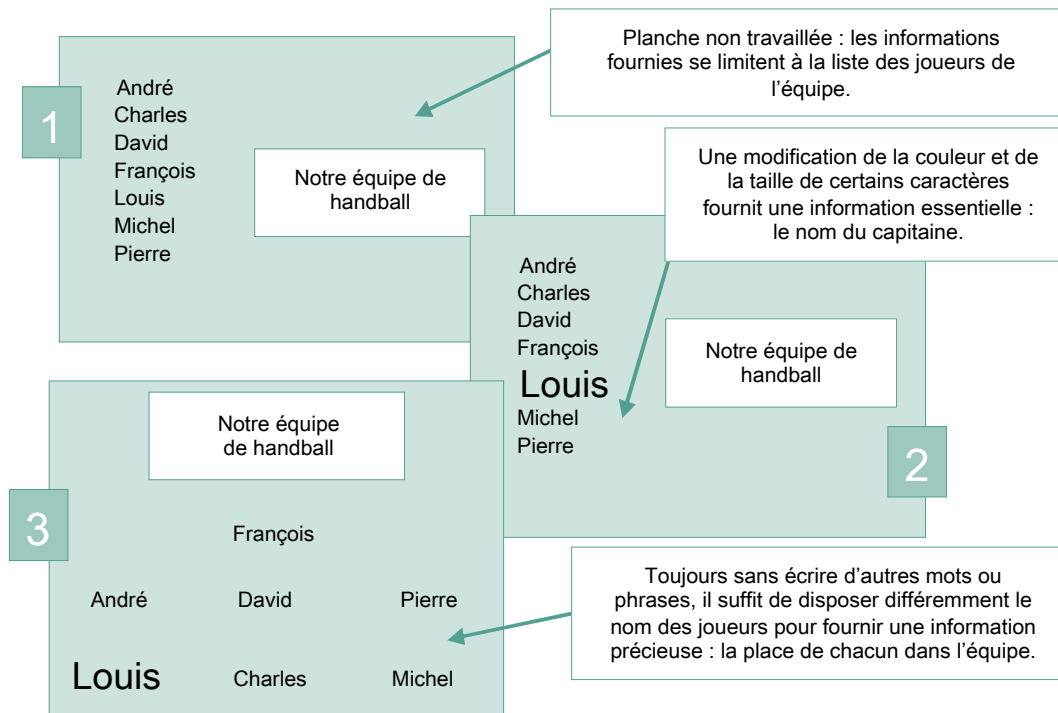 Planche non travaillée : les informations
fournies se limitent à la liste des joueurs de
l'équipe.
1
André
Charles
David
François
Louis
Michel
Pierre
Notre équipe de
handball
Une modification de la couleur et de
la taille de certains caractères
fournit une information essentielle :
le nom du capitaine.
André
Charles
David
François
Louis
Michel
Pierre
Notre équipe de
handball
2
3
Notre équipe
de handball
François
André David Pierre
Louis Charles Michel
Toujours sans écrire d'autres mots ou
phrases, il suffit de disposer différemment le
nom des joueurs pour fournir une information
précieuse : la place de chacun dans l'équipe.